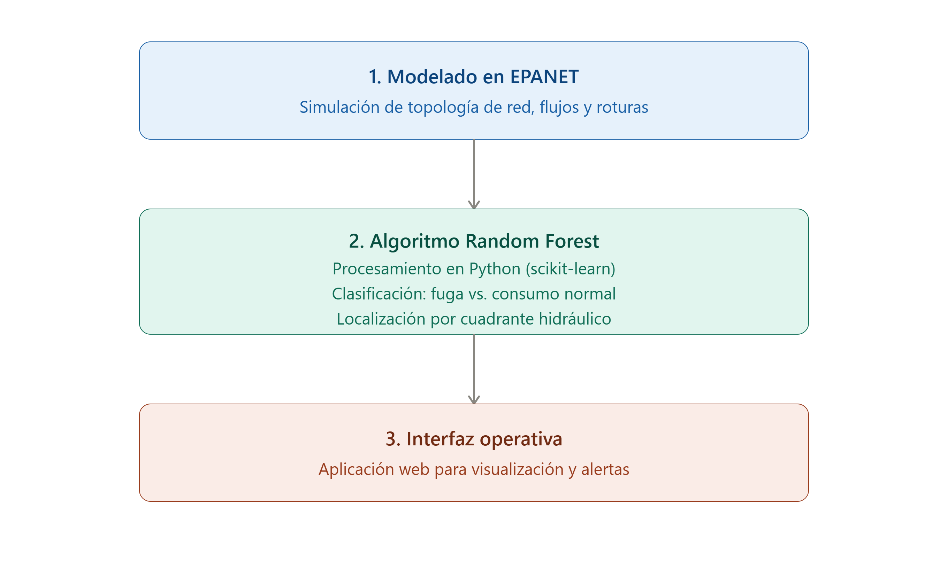 1. Modelado en EPANET
Simulación de topología de red, flujos y roturas
2. Algoritmo Random Forest
Procesamiento en Python (scikit-learn)
Clasificación: fuga vs. consumo normal
Localización por cuadrante hidráulico
3. Interfaz operativa
Aplicación web para visualización y alertas